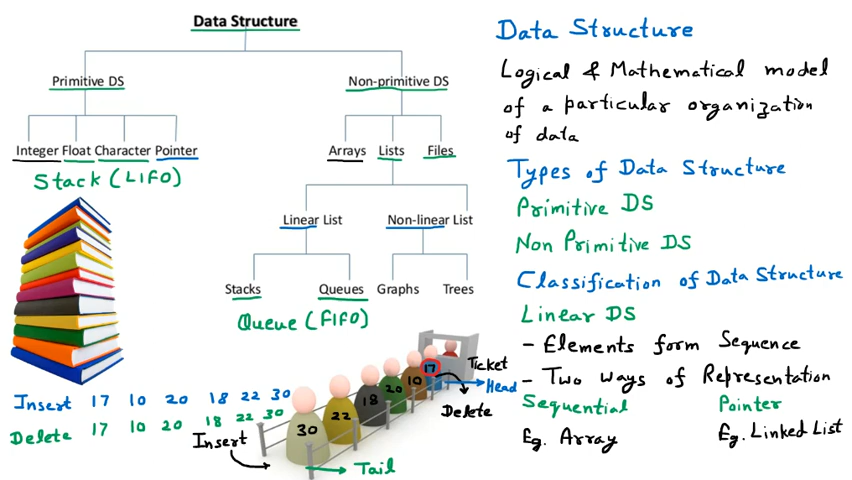 Data Structure
Primitive DS
Non-primitive DS
Integer Float Character Pointer
Arrays Lists Files
Stack (LIFO)
Linear List
Non-linear List
Stacks Queues Graphs Trees
Queue (FIFO)
Ticket
17
10
20
18
22
30
Head
Delete
Insert
Tail
Insert 17 10 20 18 22 30
Delete 17 10 20 18 22 30
Data Structure
Logical & Mathematical model
of a particular organization
of data
Types of Data Structure
Primitive DS
Non Primitive DS
Classification of Data Structure
Linear DS
- Elements form Sequence
- Two ways of Representation
Sequential Pointer
Eg. Array Eg. Linked List